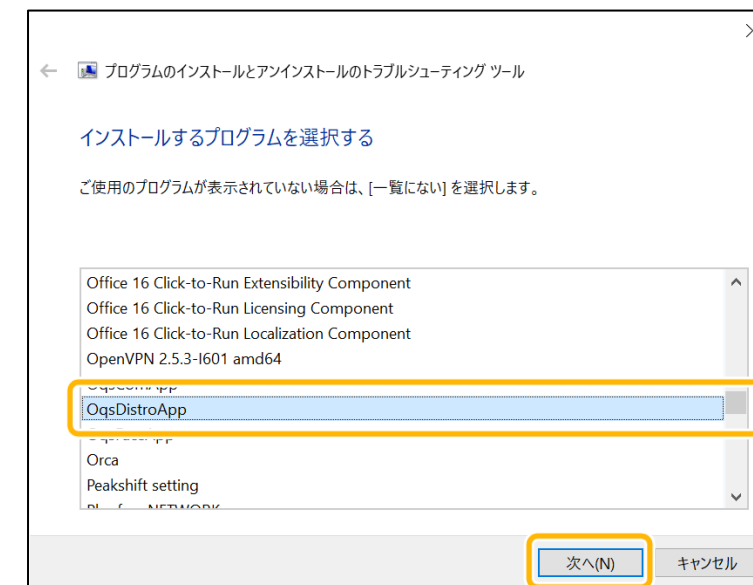 プログラムのインストールとアンインストールのトラブルシューティング ツール
インストールするプログラムを選択する
ご使用のプログラムが表示されていない場合は、[一覧にない] を選択します。
Office 16 Click-to-Run Extensibility Component
Office 16 Click-to-Run Licensing Component
Office 16 Click-to-Run Localization Component
OpenVPN 2.5.3-I601 amd64
OqsDistroApp
Orca
Peakshift setting
次へ(N)
キャンセル